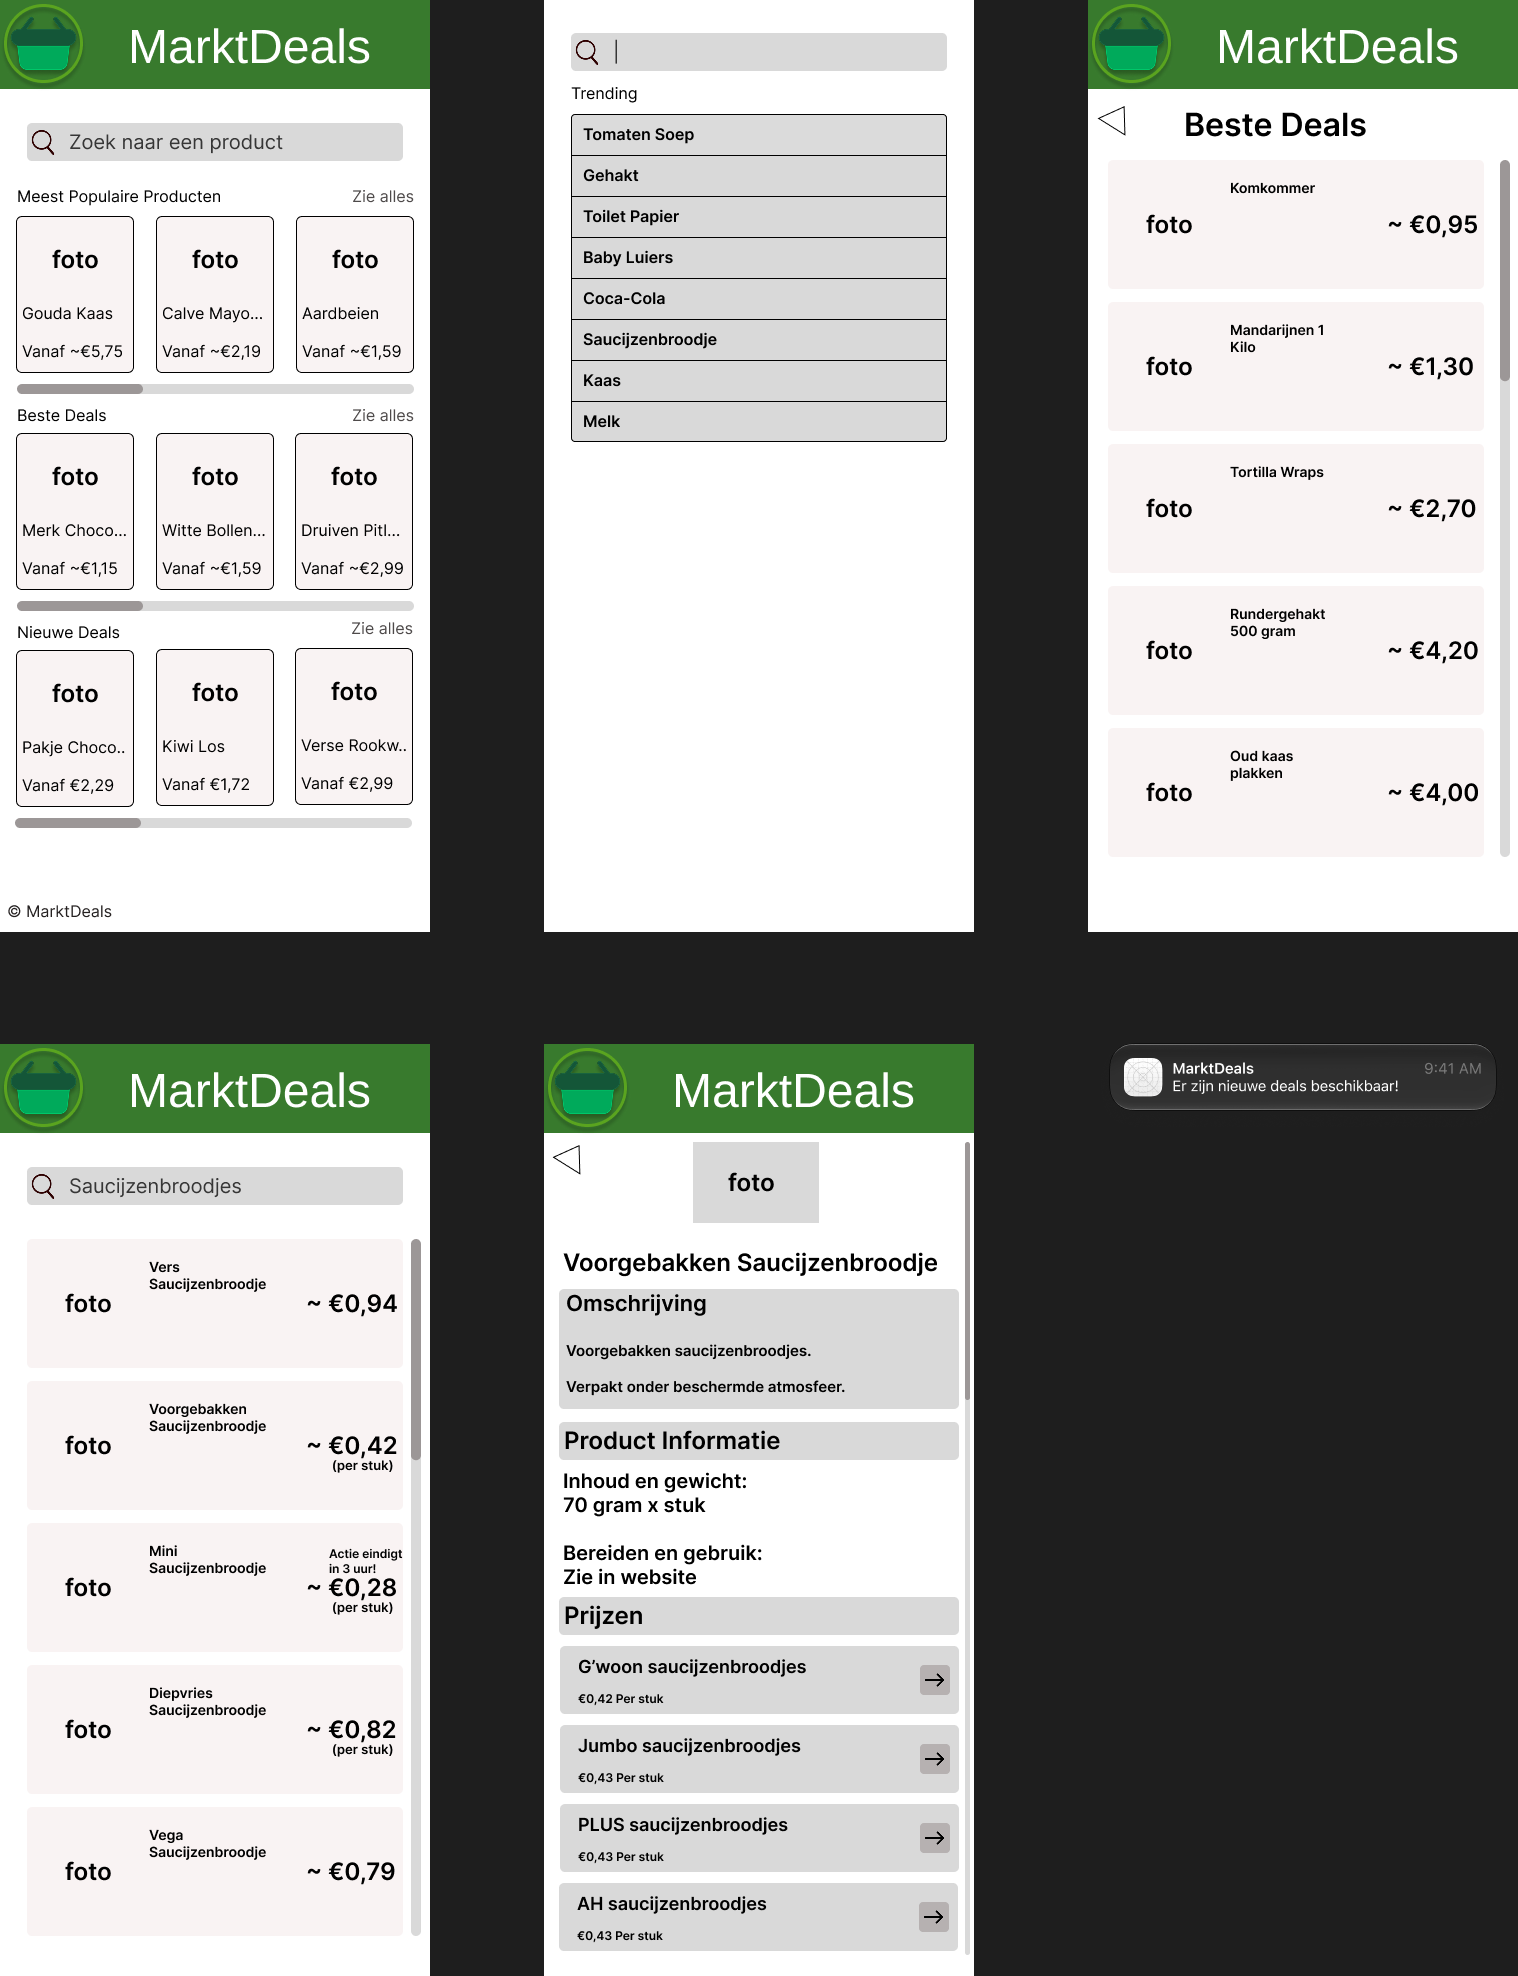 MarktDeals
Zoek naar een product
Meest Populaire Producten
Zie alles
foto
foto
foto
Gouda Kaas
Calve Mayo...
Aardbeien
Vanaf ~€5,75
Vanaf ~€2,19
Vanaf ~€1,59
Beste Deals
Zie alles
foto
foto
foto
Merk Choco...
Witte Bollen...
Druiven Pitl...
Vanaf ~€1,15
Vanaf ~€1,59
Vanaf ~€2,99
Nieuwe Deals
Zie alles
foto
foto
foto
Pakje Choco..
Kiwi Los
Verse Rookw..
Vanaf €2,29
Vanaf €1,72
Vanaf €2,99
© MarktDeals
Trending
Tomaten Soep
Gehakt
Toilet Papier
Baby Luiers
Coca-Cola
Saucijzenbroodje
Kaas
Melk
MarktDeals
Beste Deals
foto
Komkommer
~ €0,95
foto
Mandarijnen 1
Kilo
~ €1,30
foto
Tortilla Wraps
~ €2,70
foto
Rundergehakt
500 gram
~ €4,20
foto
Oud kaas
plakken
~ €4,00
MarktDeals
Saucijzenbroodjes
foto
Vers
Saucijzenbroodje
~ €0,94
foto
Voorgebakken
Saucijzenbroodje
~ €0,42
(per stuk)
foto
Mini
Saucijzenbroodje
Actie eindigt
in 3 uur!
~ €0,28
(per stuk)
foto
Diepvries
Saucijzenbroodje
~ €0,82
(per stuk)
foto
Vega
Saucijzenbroodje
~ €0,79
MarktDeals
foto
Voorgebakken Saucijzenbroodje
Omschrijving
Voorgebakken saucijzenbroodjes.
Verpakt onder beschermde atmosfeer.
Product Informatie
Inhoud en gewicht:
70 gram x stuk
Bereiden en gebruik:
Zie in website
Prijzen
G’woon saucijzenbroodjes
€0,42 Per stuk
Jumbo saucijzenbroodjes
€0,43 Per stuk
PLUS saucijzenbroodjes
€0,43 Per stuk
AH saucijzenbroodjes
€0,43 Per stuk
MarktDeals
9:41 AM
Er zijn nieuwe deals beschikbaar!